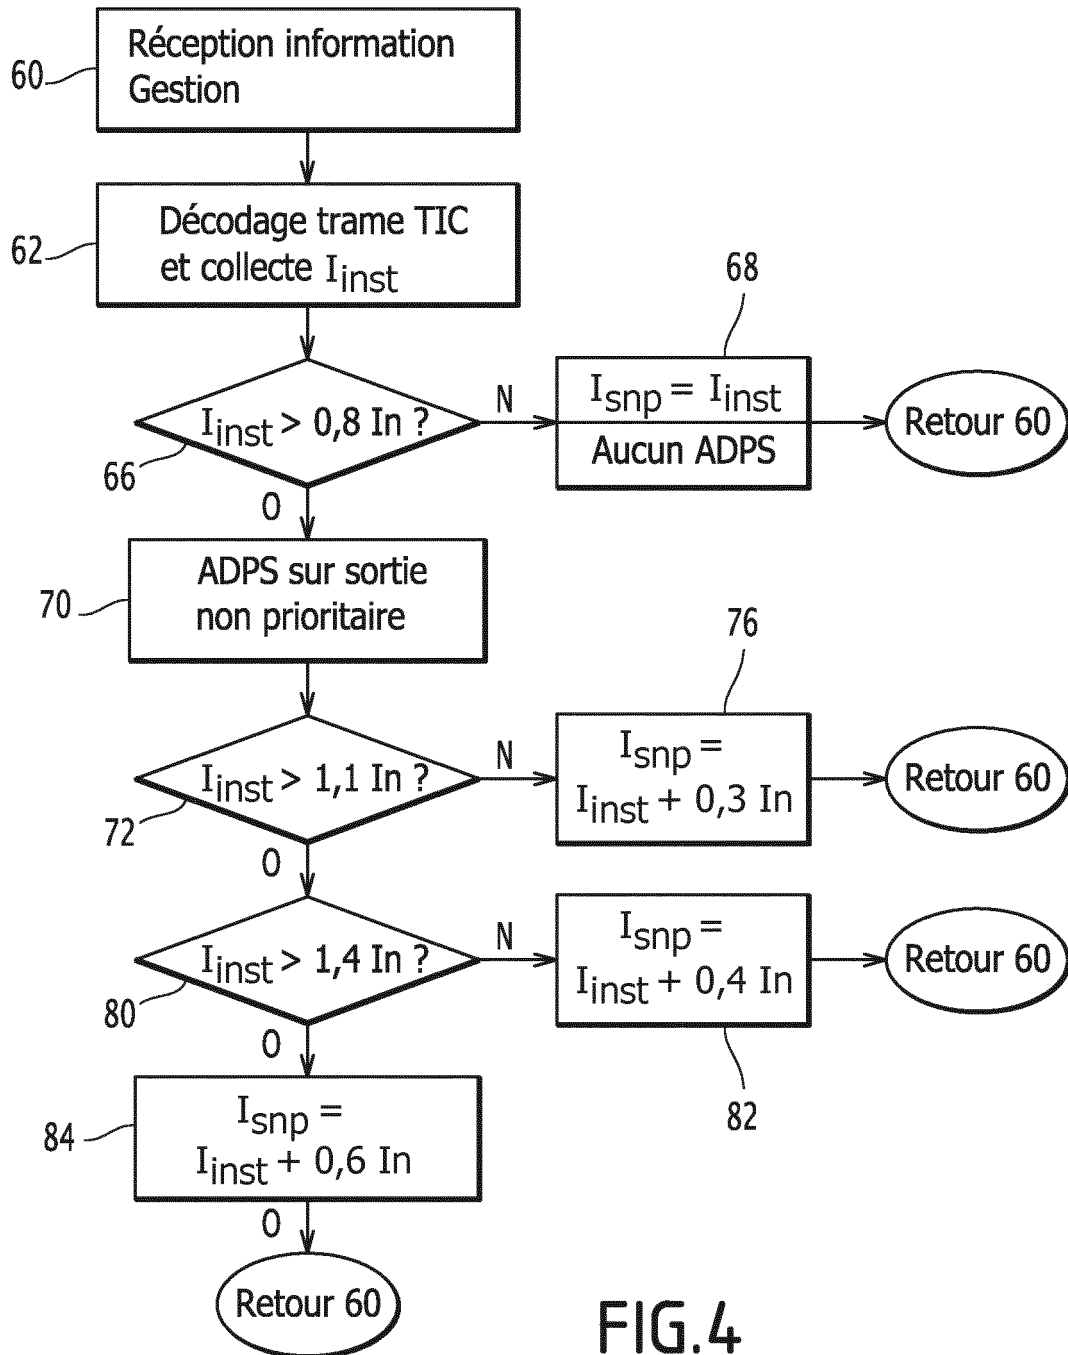 60
Réception information
Gestion
62
Décodage trame TIC
et collecte Iinst
68
Iinst > 0,8 In ?
N
Isnp = Iinst
Aucun ADPS
Retour 60
66
O
70
ADPS sur sortie
non prioritaire
76
Iinst > 1,1 In ?
N
Isnp =
Iinst + 0,3 In
Retour 60
72
O
Iinst > 1,4 In ?
N
Isnp =
Iinst + 0,4 In
Retour 60
80
O
82
84
Isnp =
Iinst + 0,6 In
O
Retour 60
FIG.4